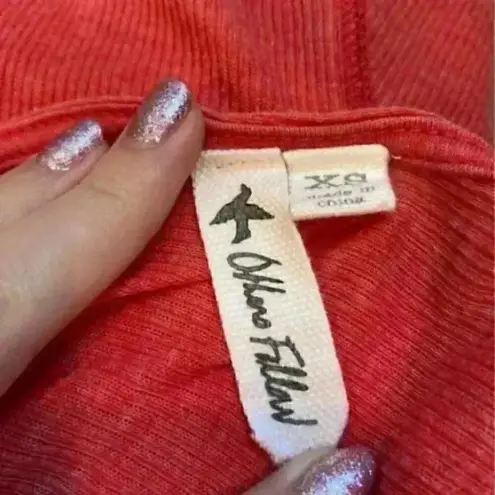 XS
Made in
China
Others Follow